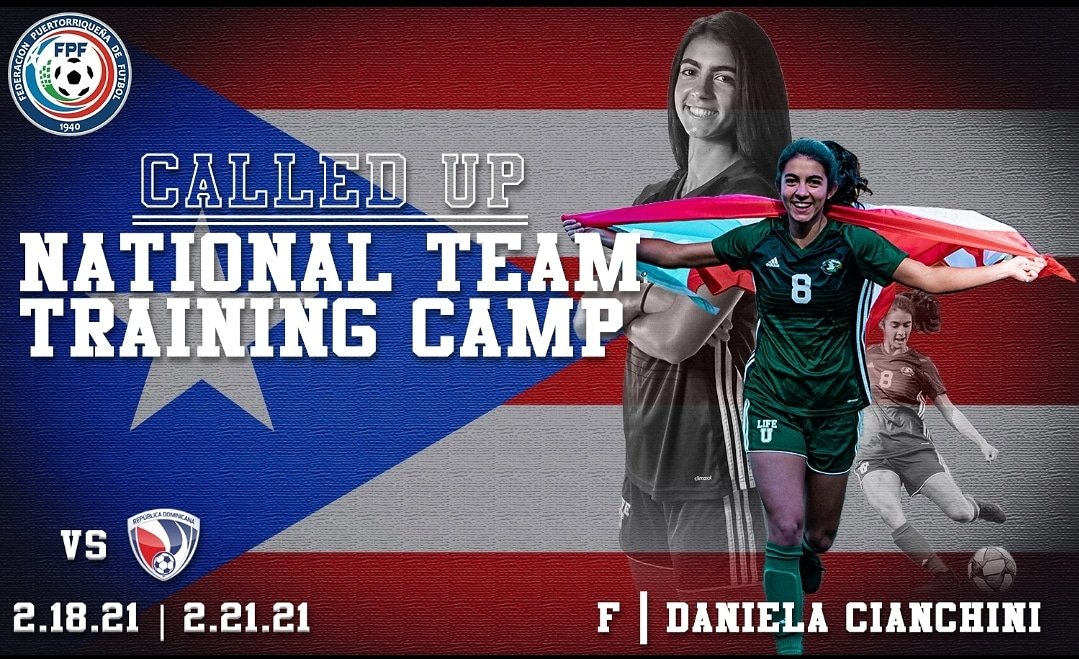 FEDERACION PUERTORRIQUEÑA DE FUTBOL
FPF
1940
CALLED UP
NATIONAL TEAM
TRAINING CAMP
8
LIFE
U
8
climacool
VS
REPÚBLICA DOMINICANA
2.18.21 | 2.21.21
F | DANIELA CIANCHINI